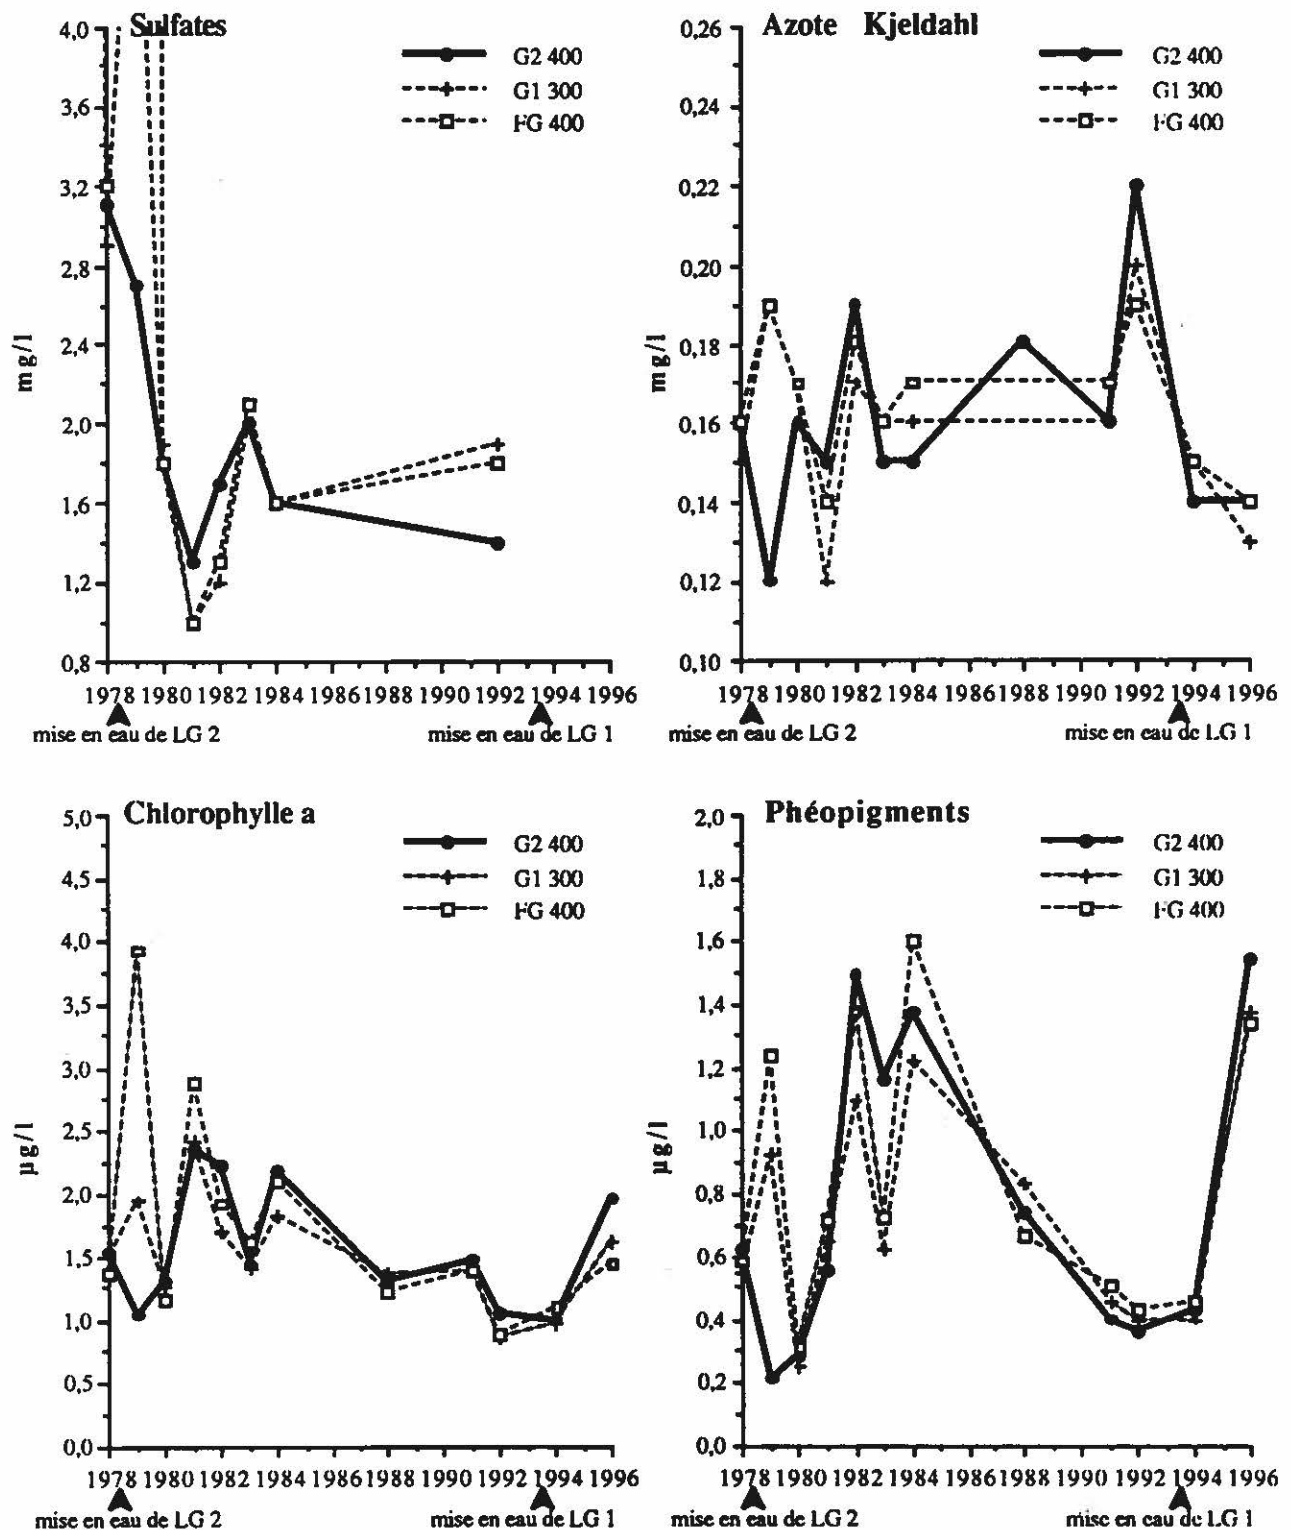 Sulfates
4,0
3,6
3,2
2,8
2,4
2,0
1,6
1,2
0,8
mg/l
G2 400
G1 300
FG 400
1978 1980 1982 1984 1986 1988 1990 1992 1994 1996
mise en eau de LG 2
mise en eau de LG 1
Azote Kjeldahl
0,26
0,24
0,22
0,20
0,18
0,16
0,14
0,12
0,10
mg/l
G2 400
G1 300
FG 400
1978 1980 1982 1984 1986 1988 1990 1992 1994 1996
mise en eau de LG 2
mise en eau de LG 1
Chlorophylle a
5,0
4,5
4,0
3,5
3,0
2,5
2,0
1,5
1,0
0,5
0,0
µg/l
G2 400
G1 300
FG 400
1978 1980 1982 1984 1986 1988 1990 1992 1994 1996
mise en eau de LG 2
mise en eau de LG 1
Phéopigments
2,0
1,8
1,6
1,4
1,2
1,0
0,8
0,6
0,4
0,2
0,0
µg/l
G2 400
G1 300
FG 400
1978 1980 1982 1984 1986 1988 1990 1992 1994 1996
mise en eau de LG 2
mise en eau de LG 1